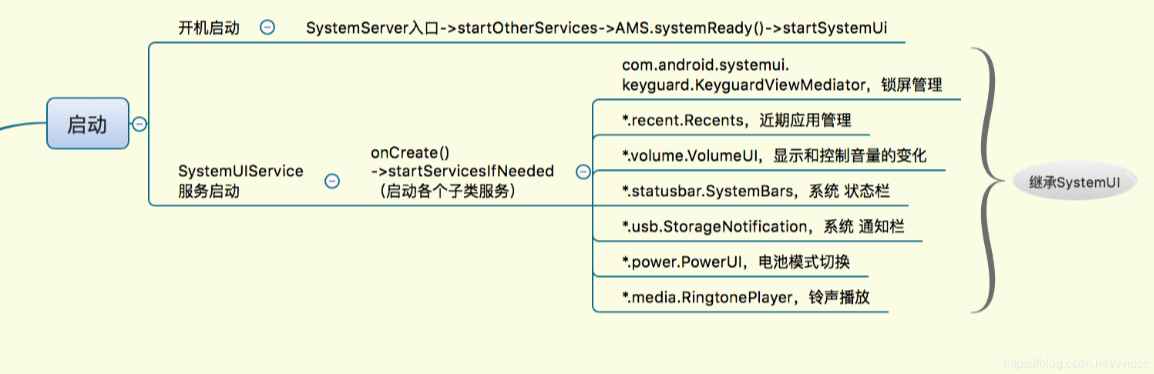 开机启动
SystemServer入口->startOtherServices->AMS.systemReady()->startSystemUi
启动
SystemUIService
服务启动
onCreate()
->startServicesIfNeeded
（启动各个子类服务）
com.android.systemui.
keyguard.KeyguardViewMediator，锁屏管理
*.recent.Recents，近期应用管理
*.volume.VolumeUI，显示和控制音量的变化
*.statusbar.SystemBars，系统 状态栏
*.usb.StorageNotification，系统 通知栏
*.power.PowerUI，电池模式切换
*.media.RingtonePlayer，铃声播放
继承SystemUI
https://blog.csdn.net/vviccc